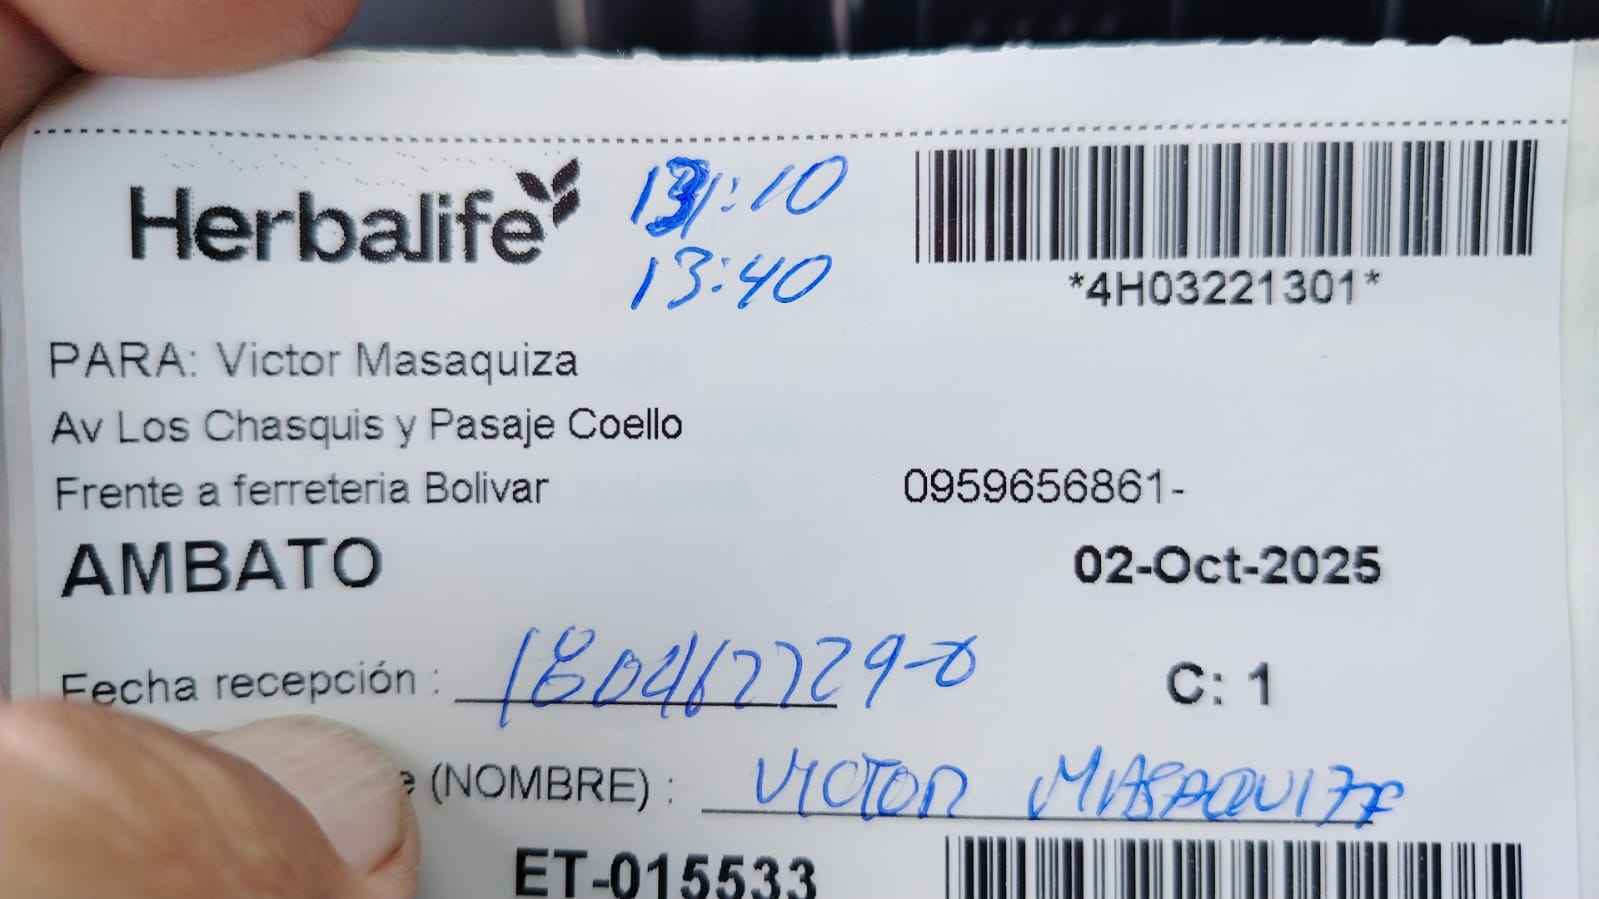 Herbalife
13:10
13:40
*4H03221301*
PARA: Victor Masaquiza
Av Los Chasquis y Pasaje Coello
Frente a ferreteria Bolivar
0959656861-
AMBATO
02-Oct-2025
Fecha recepción :
C: 1
e (NOMBRE) : VICTOR MASAQUIZA
ET-015533